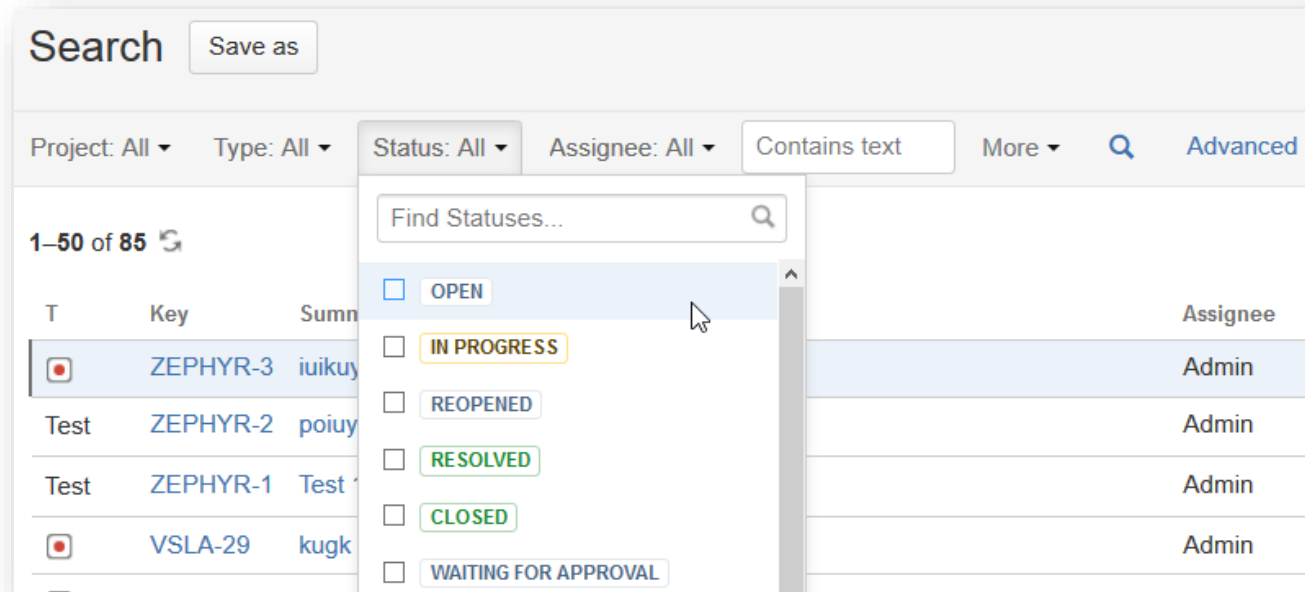 Search Save as
Project: All Type: All Status: All Assignee: All Contains text More Advanced
Find Statuses...
1–50 of 85
OPEN
T Key Assignee
IN PROGRESS
ZEPHYR-3 Admin
REOPENED
Test ZEPHYR-2 Admin
RESOLVED
Test ZEPHYR-1 Test Admin
CLOSED
VSLA-29 kugk Admin
WAITING FOR APPROVAL